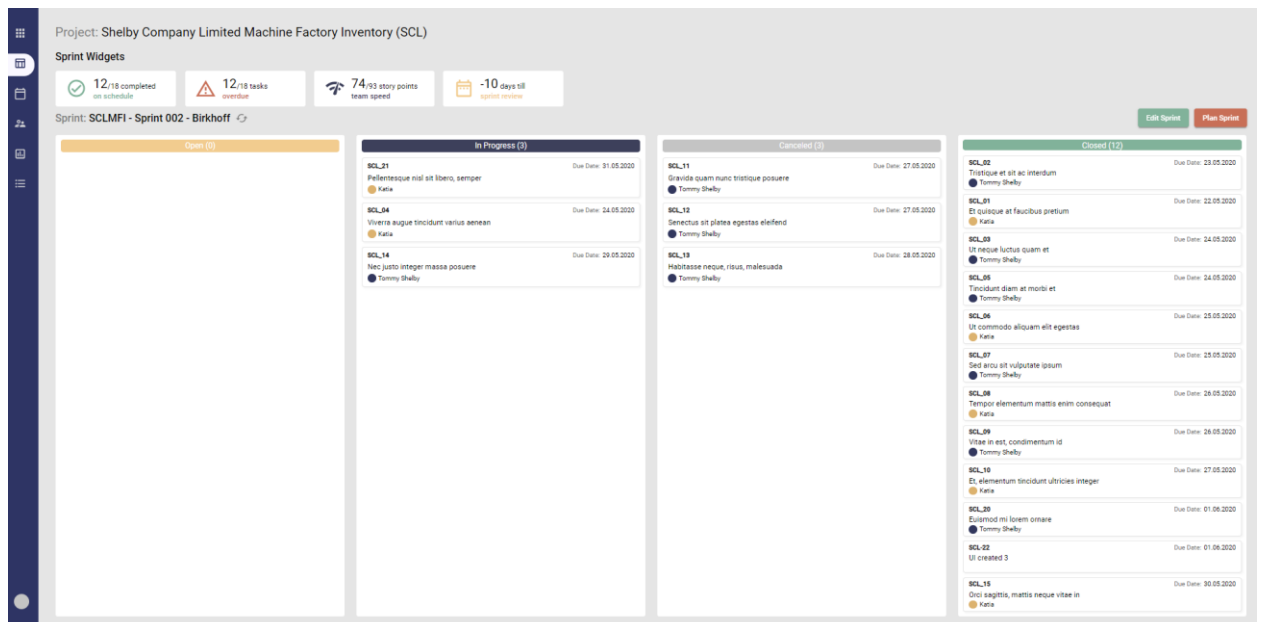 Project: Shelby Company Limited Machine Factory Inventory (SCL)
Sprint Widgets
12/18 completed
on schedule
12/18 tasks
overdue
74/93 story points
team speed
-10 days till
sprint review
Sprint: SCLMFI - Sprint 002 - Birkhoff
Edit Sprint
Plan Sprint
Open (0)
In Progress (3)
SCL_21 Due Date: 31.05.2020
Pellentesque nisl sit libero, semper
Katia
SCL_04 Due Date: 24.05.2020
Viverra augue tincidunt varius aenean
Katia
SCL_14 Due Date: 29.05.2020
Nec justo integer massa posuere
Tommy Shelby
Canceled (3)
SCL_11 Due Date: 27.05.2020
Gravida quam nunc tristique posuere
Tommy Shelby
SCL_12 Due Date: 27.05.2020
Senectus sit platea egestas eleifend
Tommy Shelby
SCL_13 Due Date: 28.05.2020
Habitasse neque, risus, malesuada
Tommy Shelby
Closed (12)
SCL_02 Due Date: 23.05.2020
Tristique et sit ac interdum
Tommy Shelby
SCL_01 Due Date: 22.05.2020
Et quisque at faucibus pretium
Katia
SCL_03 Due Date: 24.05.2020
Ut neque luctus quam et
Tommy Shelby
SCL_05 Due Date: 24.05.2020
Tincidunt diam at morbi et
Tommy Shelby
SCL_06 Due Date: 25.05.2020
Ut commodo aliquam elit egestas
Katia
SCL_07 Due Date: 25.05.2020
Sed arcu sit vulputate ipsum
Tommy Shelby
SCL_08 Due Date: 26.05.2020
Tempor elementum mattis enim consequat
Katia
SCL_09 Due Date: 26.05.2020
Vitae in est, condimentum id
Tommy Shelby
SCL_10 Due Date: 27.05.2020
Et, elementum tincidunt ultricies integer
Katia
SCL_20 Due Date: 01.06.2020
Euismod mi lorem ornare
Tommy Shelby
SCL-22 Due Date: 01.06.2020
UI created 3
SCL_15 Due Date: 30.05.2020
Orci sagittis, mattis neque vitae in
Katia